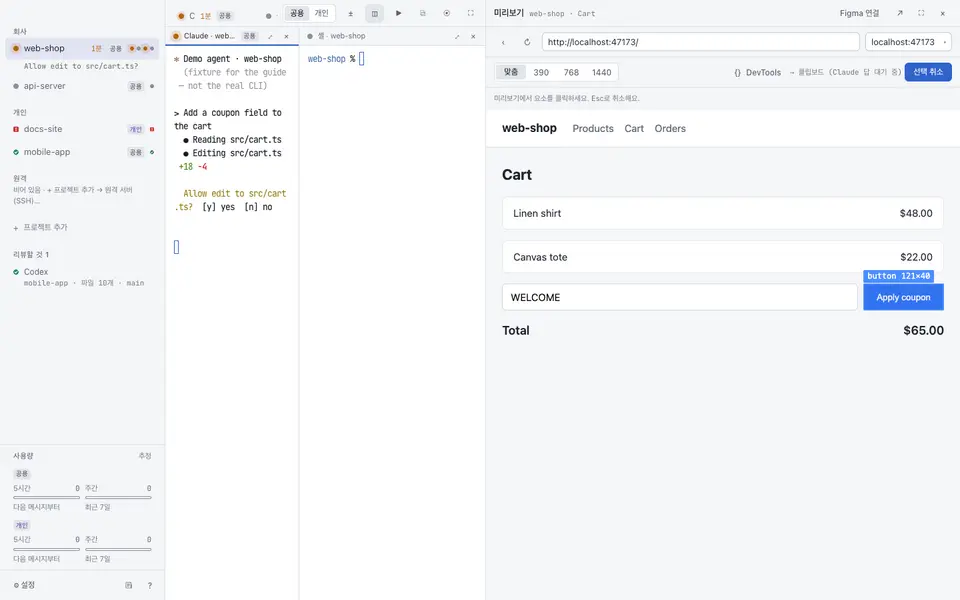 회사
web-shop 1분 공용
Allow edit to src/cart.ts?
api-server 공용
개인
docs-site 개인
mobile-app 공용
원격
비어 있음 · + 프로젝트 추가 → 원격 서버
(SSH)…
+ 프로젝트 추가
리뷰할 것 1
Codex
mobile-app · 파일 10개 · main
사용량 추정
공용
5시간 0 주간 0
다음 메시지부터 최근 7일
개인
5시간 0 주간 0
다음 메시지부터 최근 7일
설정 ?
C 1분 공용
공용 개인
Claude · web… 공용
✻ Demo agent · web-shop
(fixture for the guide
— not the real CLI)
> Add a coupon field to
the cart
● Reading src/cart.ts
● Editing src/cart.ts
+18 -4
Allow edit to src/cart
.ts? [y] yes [n] no
셸 · web-shop
web-shop %
미리보기 web-shop · Cart Figma 연결
http://localhost:47173/ localhost:47173
맞춤 390 768 1440 {} DevTools → 클립보드 (Claude 답 대기 중) 선택 취소
미리보기에서 요소를 클릭하세요. Esc로 취소해요.
web-shop Products Cart Orders
Cart
Linen shirt $48.00
Canvas tote $22.00
button 121×40
WELCOME Apply coupon
Total $65.00